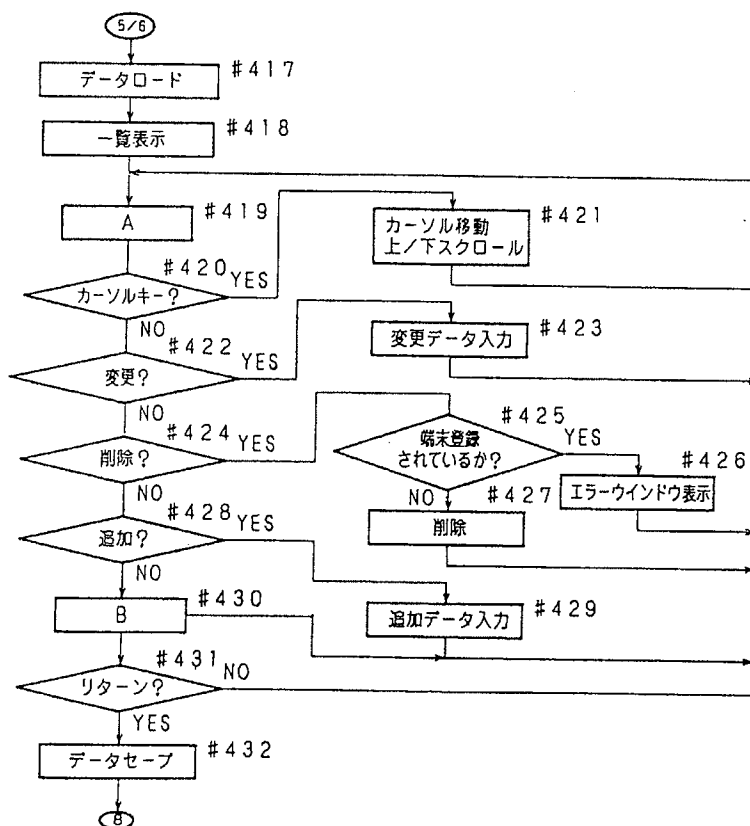 5/6
データロード
#417
一覧表示
#418
A
#419
カーソル移動
上/下スクロール
#421
カーソルキー?
#420
YES
NO
変更データ入力
#423
変更?
#422
YES
NO
端末登録
されているか?
#425
YES
NO
削除?
#424
YES
NO
エラーウインドウ表示
#426
削除
#427
追加?
#428
YES
NO
追加データ入力
#429
B
#430
リターン?
#431
NO
YES
データセーブ
#432
8